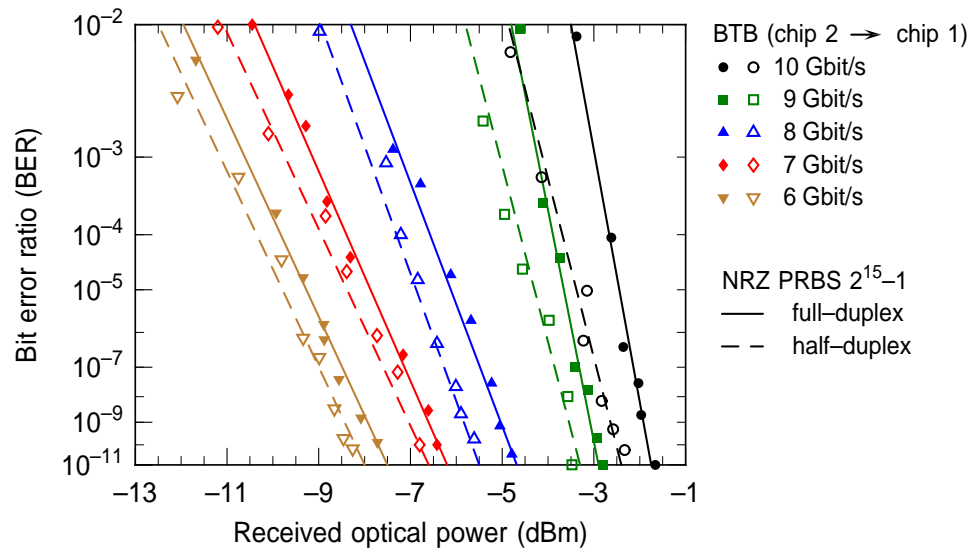 10⁻²
10⁻³
10⁻⁴
10⁻⁵
10⁻⁷
10⁻⁹
10⁻¹¹
Bit error ratio (BER)
–13 –11 –9 –7 –5 –3 –1
Received optical power (dBm)
BTB (chip 2 → chip 1)
10 Gbit/s
9 Gbit/s
8 Gbit/s
7 Gbit/s
6 Gbit/s
NRZ PRBS 2¹⁵–1
full–duplex
half–duplex